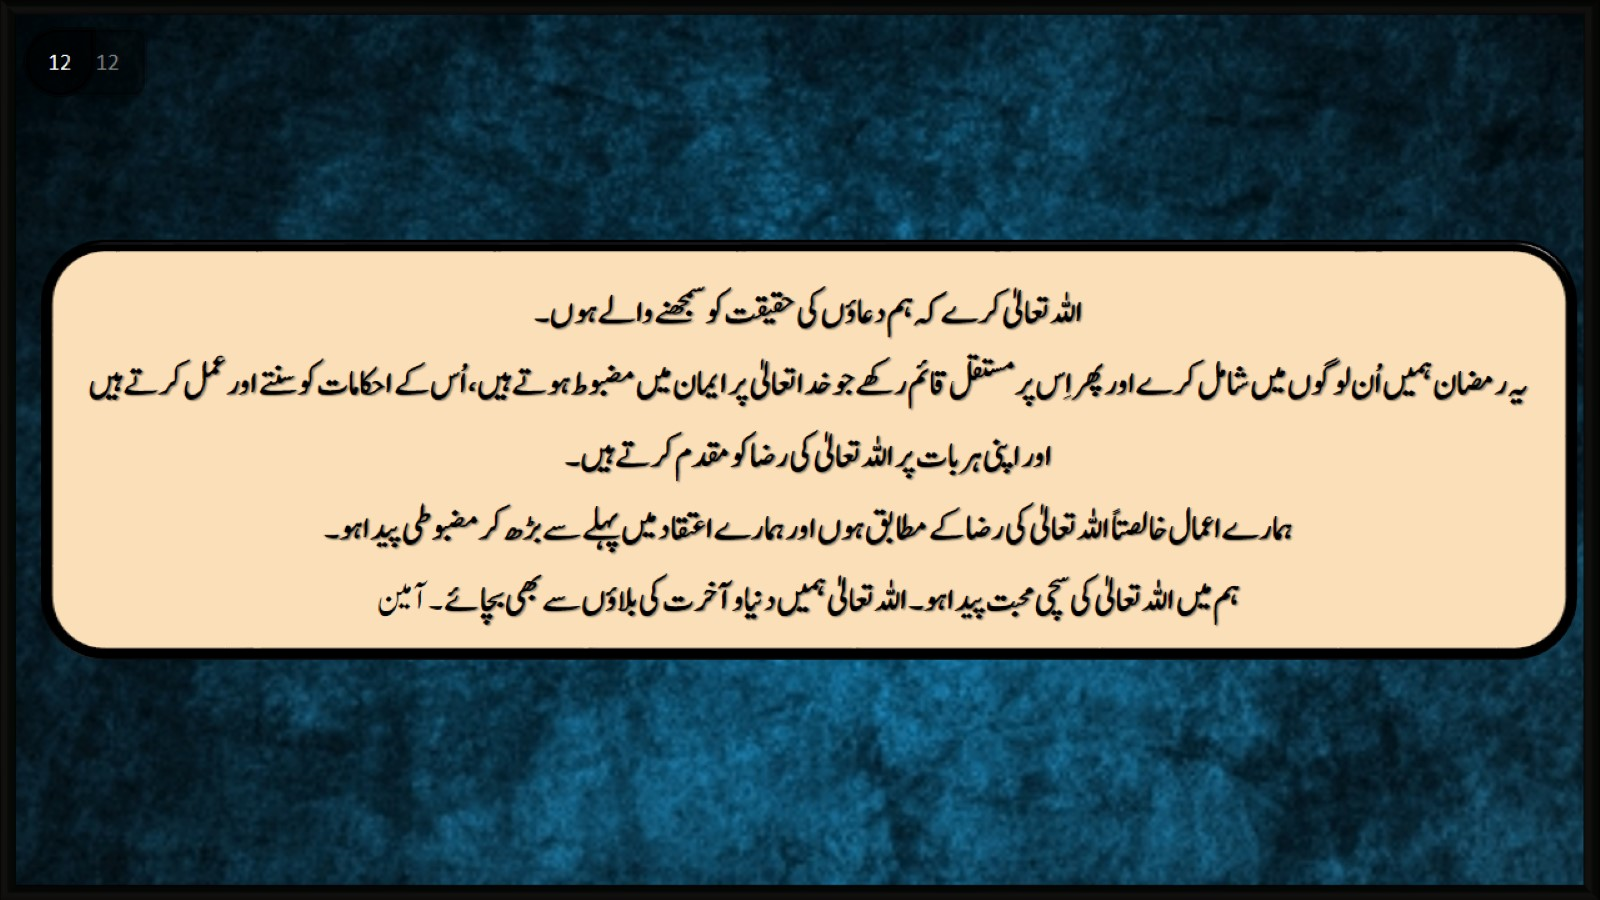 12 12
اللہ تعالیٰ کرے کہ ہم دعاؤں کی حقیقت کو سمجھنے والے ہوں۔
یہ رمضان ہمیں اُن لوگوں میں شامل کرے اور پھر اِس پر مستقل قائم رکھے جو خدا تعالیٰ پر ایمان میں مضبوط ہوتے ہیں، اُس کے احکامات کو سنتے اور عمل کرتے ہیں
اور اپنی ہر بات پر اللہ تعالیٰ کی رضا کو مقدم کرتے ہیں۔
ہمارے اعمال خالصتاً اللہ تعالیٰ کی رضا کے مطابق ہوں اور ہمارے اعتقاد میں پہلے سے بڑھ کر مضبوطی پیدا ہو۔
ہم میں اللہ تعالیٰ کی سچی محبت پیدا ہو۔ اللہ تعالیٰ ہمیں دنیا و آخرت کی بلاؤں سے بھی بچائے۔ آمین